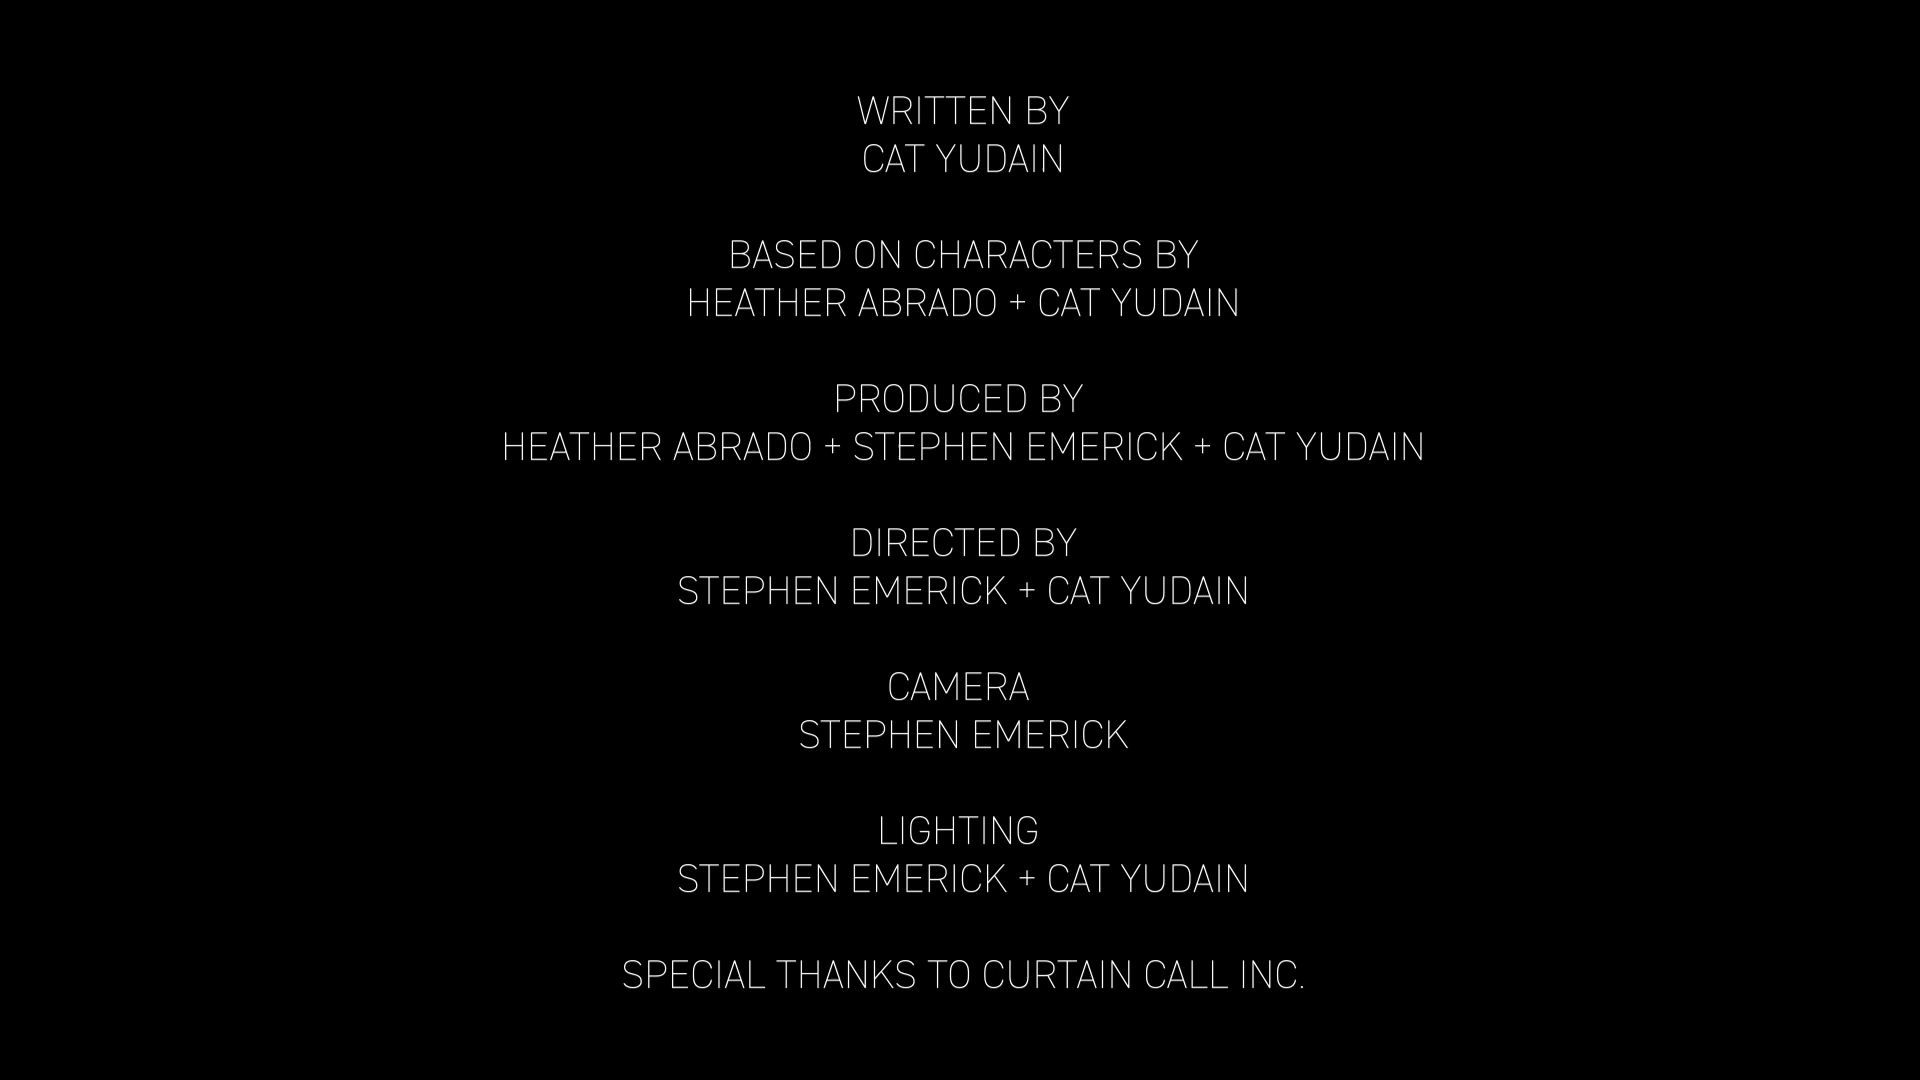 WRITTEN BY
CAT YUDAIN
BASED ON CHARACTERS BY
HEATHER ABRADO + CAT YUDAIN
PRODUCED BY
HEATHER ABRADO + STEPHEN EMERICK + CAT YUDAIN
DIRECTED BY
STEPHEN EMERICK + CAT YUDAIN
CAMERA
STEPHEN EMERICK
LIGHTING
STEPHEN EMERICK + CAT YUDAIN
SPECIAL THANKS TO CURTAIN CALL INC.